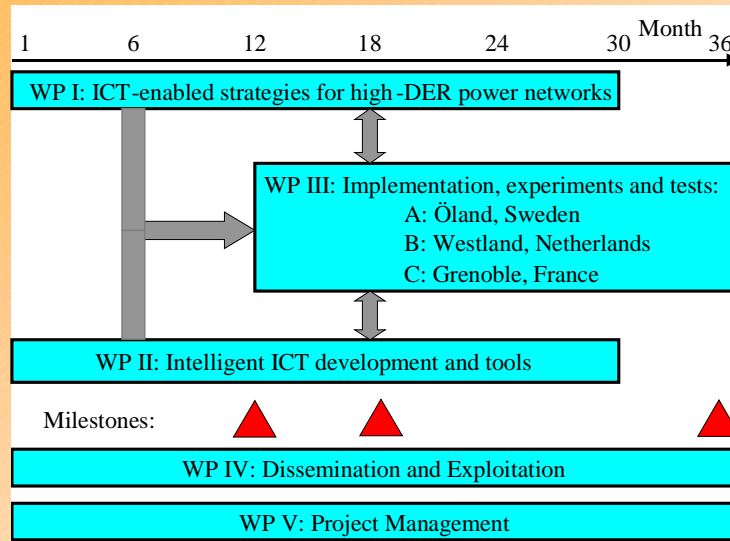 Month
1 6 12 18 24 30 36
WP I: ICT-enabled strategies for high-DER power networks
WP III: Implementation, experiments and tests:
A: Öland, Sweden
B: Westland, Netherlands
C: Grenoble, France
WP II: Intelligent ICT development and tools
Milestones:
WP IV: Dissemination and Exploitation
WP V: Project Management